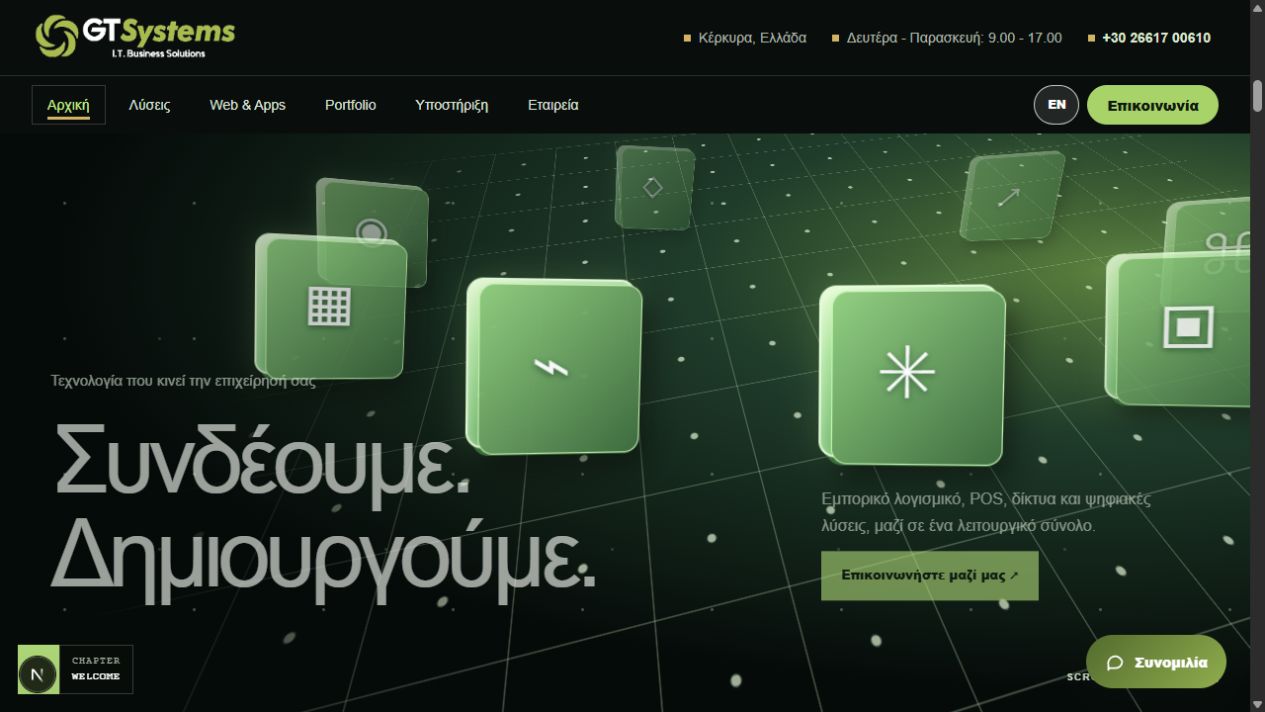 GTSystems
I.T. Business Solutions
Κέρκυρα, Ελλάδα
Δευτέρα - Παρασκευή: 9.00 - 17.00
+30 26617 00610
Αρχική
Λύσεις
Web & Apps
Portfolio
Υποστήριξη
Εταιρεία
EN
Επικοινωνία
Τεχνολογία που κινεί την επιχείρησή σας
Συνδέουμε.
Δημιουργούμε.
Εμπορικό λογισμικό, POS, δίκτυα και ψηφιακές
λύσεις, μαζί σε ένα λειτουργικό σύνολο.
Επικοινωνήστε μαζί μας ↗
N
CHAPTER
WELCOME
Συνομιλία